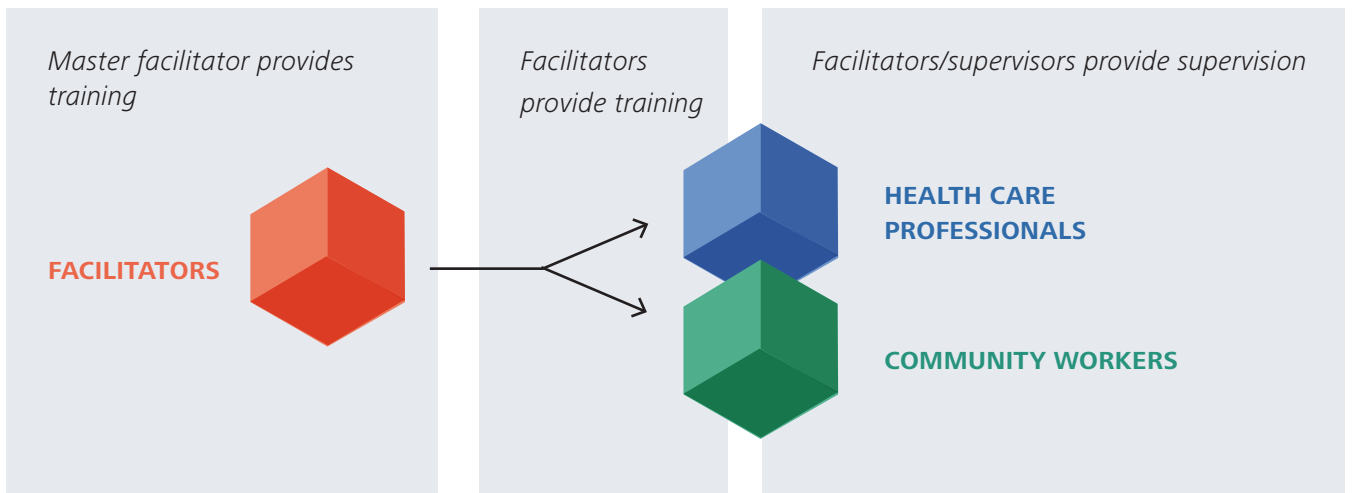 Master facilitator provides
training
Facilitators
provide training
Facilitators/supervisors provide supervision
FACILITATORS
HEALTH CARE
PROFESSIONALS
COMMUNITY WORKERS